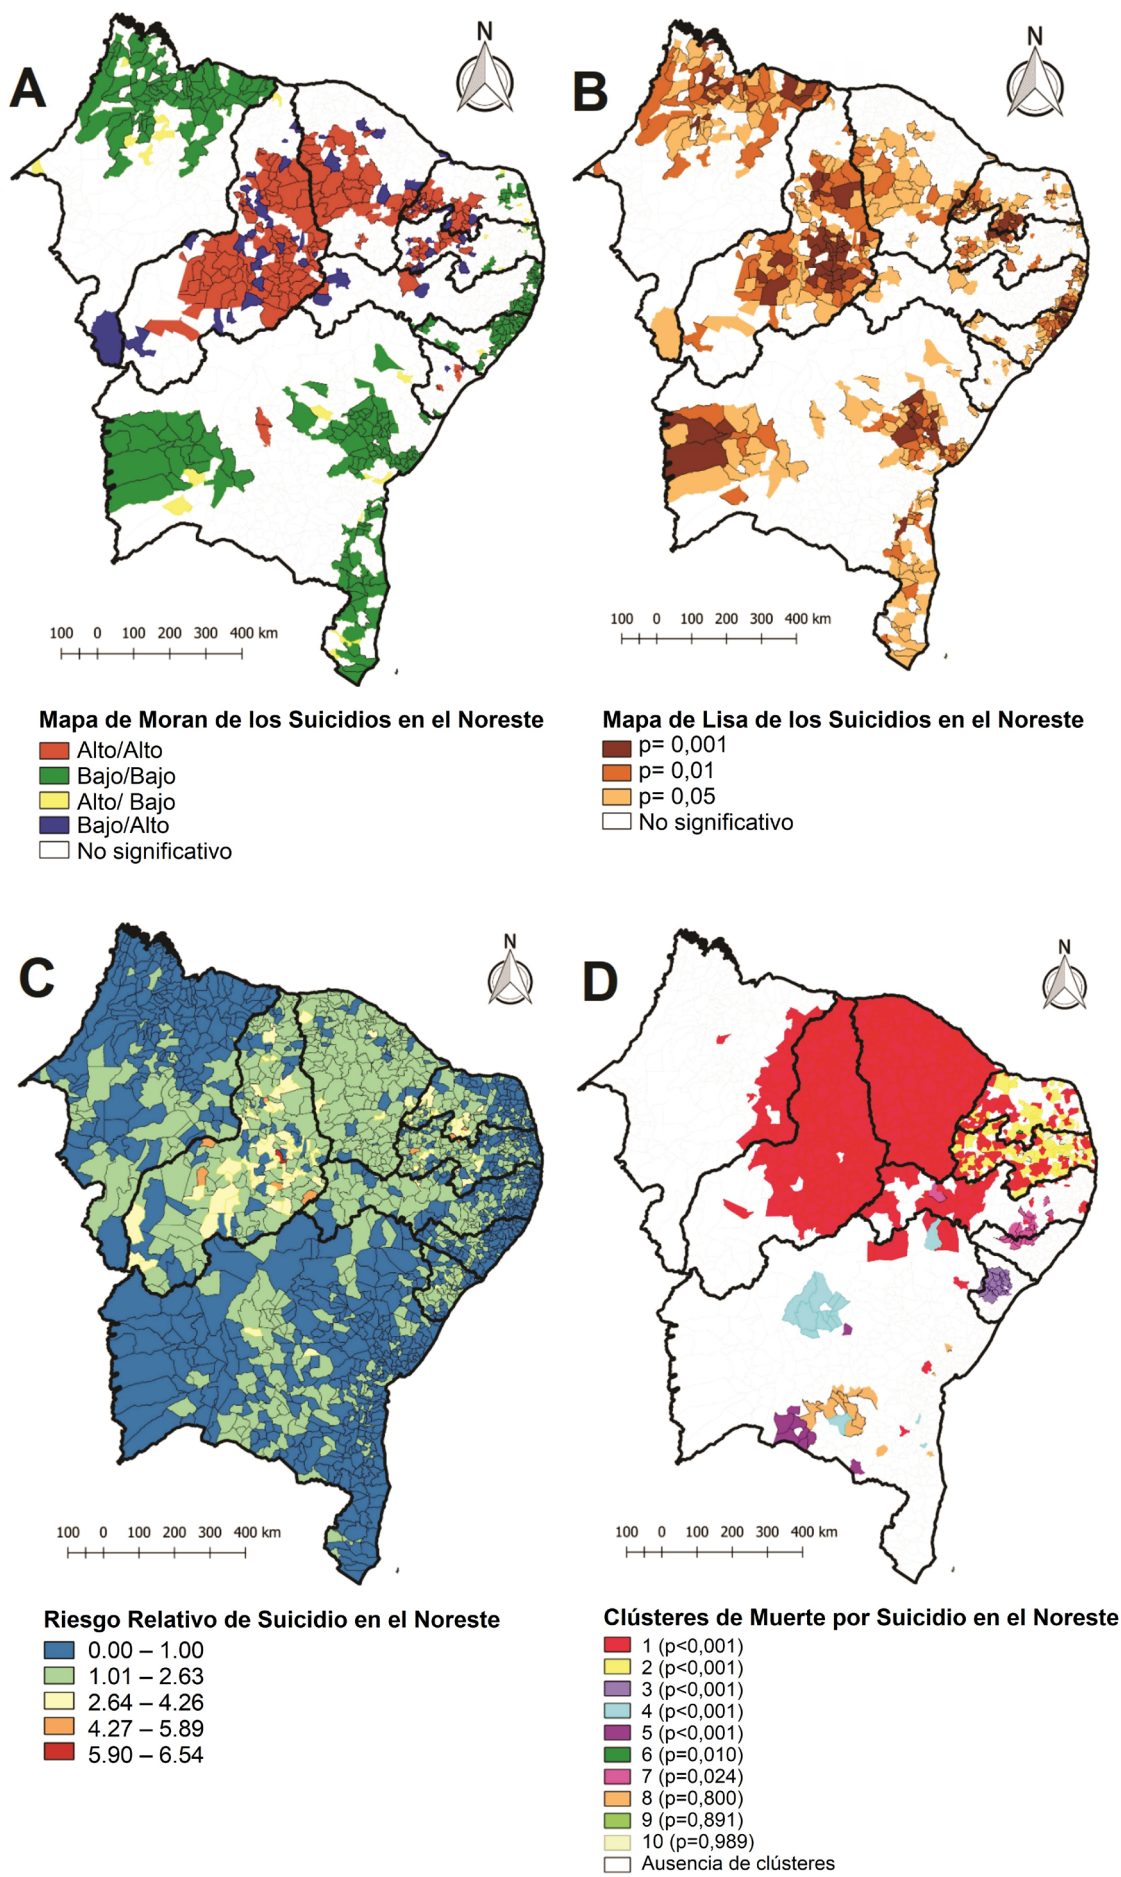 A
N
100 0 100 200 300 400 km
Mapa de Moran de los Suicidios en el Noreste
Alto/Alto
Bajo/Bajo
Alto/ Bajo
Bajo/Alto
No significativo
B
N
100 0 100 200 300 400 km
Mapa de Lisa de los Suicidios en el Noreste
p= 0,001
p= 0,01
p= 0,05
No significativo
C
N
100 0 100 200 300 400 km
Riesgo Relativo de Suicidio en el Noreste
0.00 – 1.00
1.01 – 2.63
2.64 – 4.26
4.27 – 5.89
5.90 – 6.54
D
N
100 0 100 200 300 400 km
Clústeres de Muerte por Suicidio en el Noreste
1 (p<0,001)
2 (p<0,001)
3 (p<0,001)
4 (p<0,001)
5 (p<0,001)
6 (p=0,010)
7 (p=0,024)
8 (p=0,800)
9 (p=0,891)
10 (p=0,989)
Ausencia de clústeres